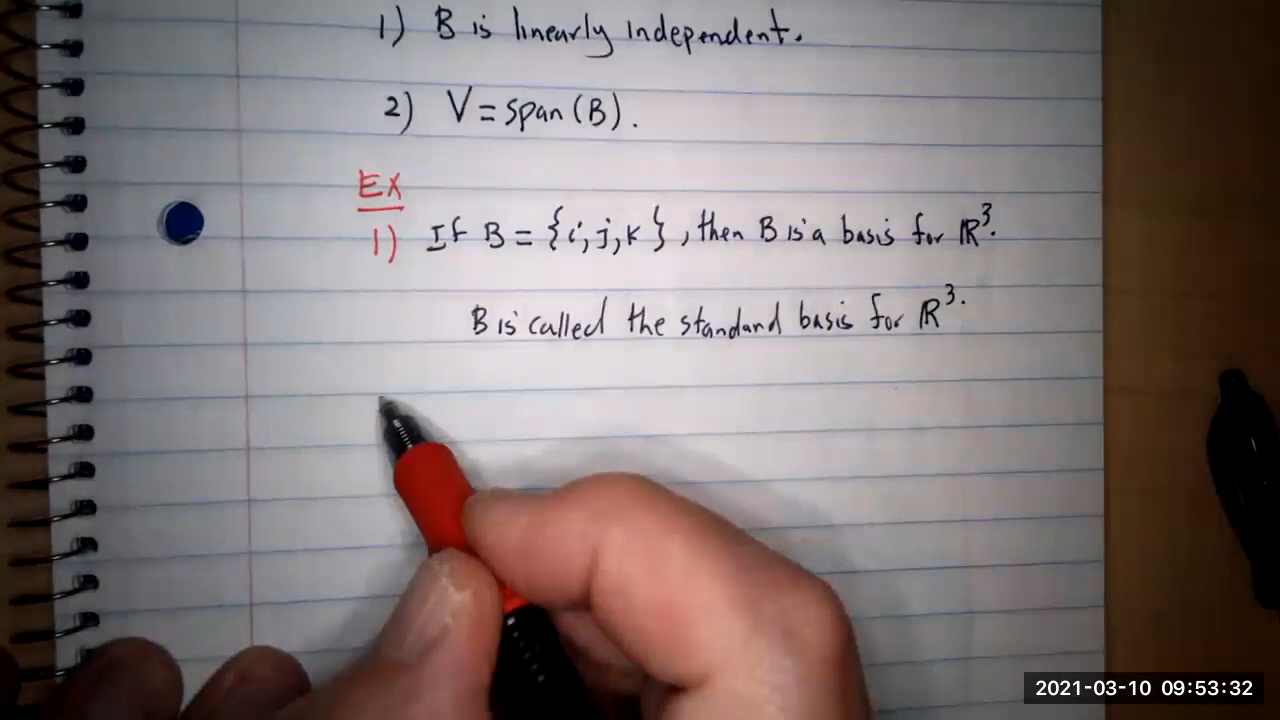 1) B is linearly independent.
2) V = span(B).
EX
1) If B = {i, j, k}, then B is a basis for ℝ³.
B is called the standard basis for ℝ³.
2021-03-10 09:53:32